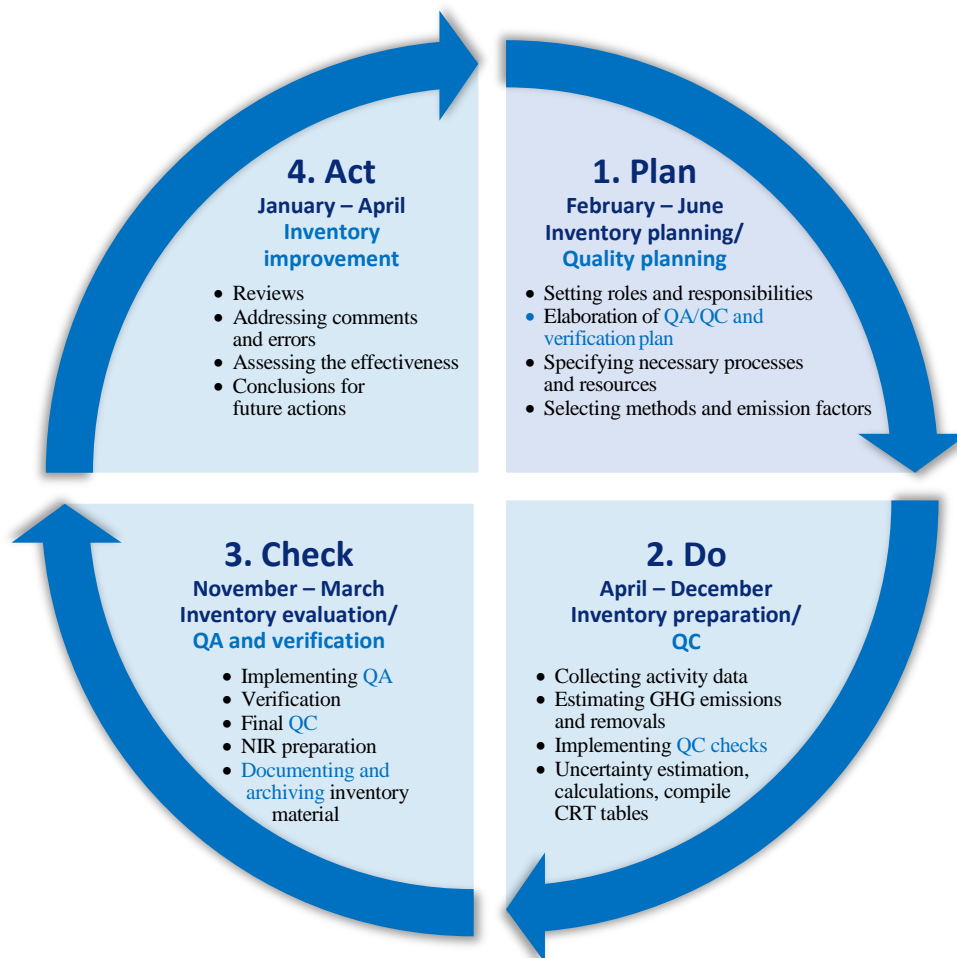 4. Act
January – April
Inventory
improvement
• Reviews
• Addressing comments
and errors
• Assessing the effectiveness
• Conclusions for
future actions
1. Plan
February – June
Inventory planning/
Quality planning
• Setting roles and responsibilities
• Elaboration of QA/QC and
verification plan
• Specifying necessary processes
and resources
• Selecting methods and emission factors
3. Check
November – March
Inventory evaluation/
QA and verification
• Implementing QA
• Verification
• Final QC
• NIR preparation
• Documenting and
archiving inventory
material
2. Do
April – December
Inventory preparation/
QC
• Collecting activity data
• Estimating GHG emissions
and removals
• Implementing QC checks
• Uncertainty estimation,
calculations, compile
CRT tables